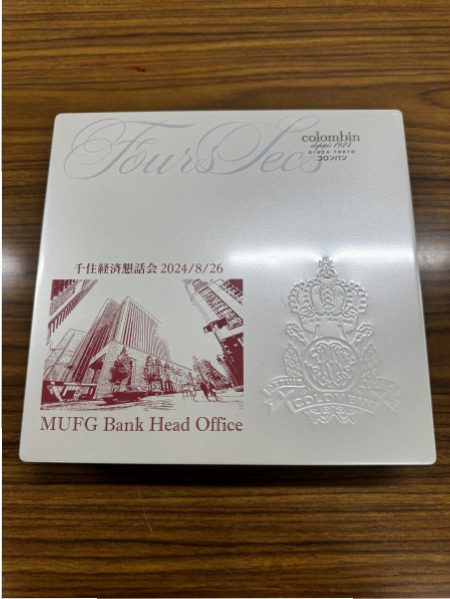 Fours Secs
colombin
depuis 1924
GINZA TOKYO
コロンバン
千住経済懇話会 2024/8/26
MUFG Bank Head Office
COLOMBIN